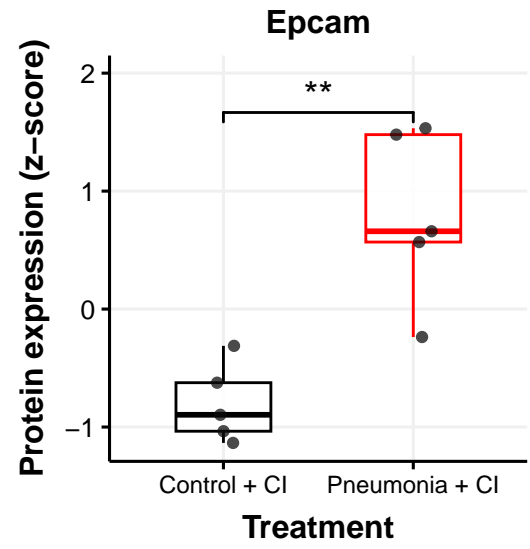 Epcam
Protein expression (z−score)
2
1
0
−1
**
Control + CI
Pneumonia + CI
Treatment